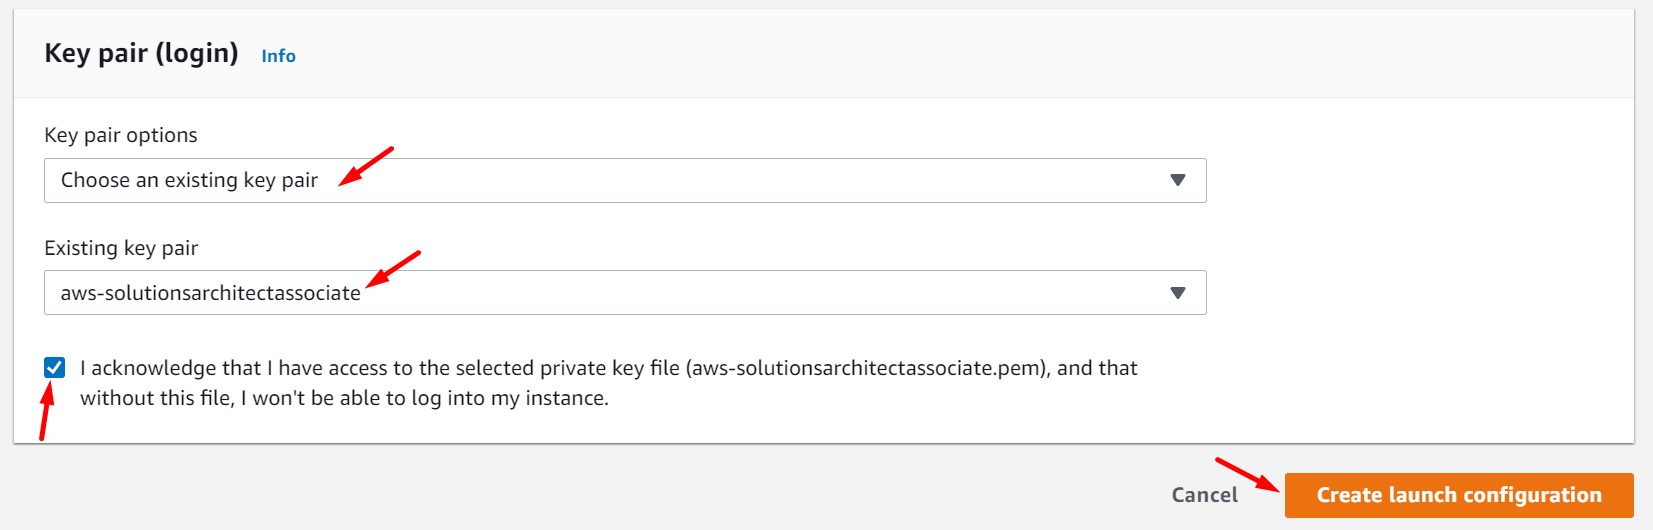 Key pair (login) Info
Key pair options
Choose an existing key pair
Existing key pair
aws-solutionsarchitectassociate
I acknowledge that I have access to the selected private key file (aws-solutionsarchitectassociate.pem), and that
without this file, I won't be able to log into my instance.
Cancel Create launch configuration